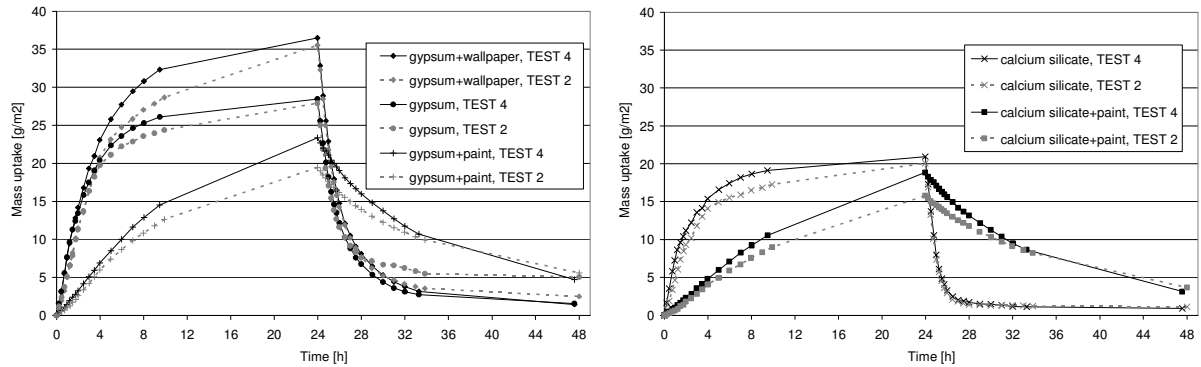 40
35
30
25
20
15
10
5
0
Mass uptake [g/m2]
gypsum+wallpaper, TEST 4
gypsum+wallpaper, TEST 2
gypsum, TEST 4
gypsum, TEST 2
gypsum+paint, TEST 4
gypsum+paint, TEST 2
0 4 8 12 16 20 24 28 32 36 40 44 48
Time [h]
40
35
30
25
20
15
10
5
0
Mass uptake [g/m2]
calcium silicate, TEST 4
calcium silicate, TEST 2
calcium silicate+paint, TEST 4
calcium silicate+paint, TEST 2
0 4 8 12 16 20 24 28 32 36 40 44 48
Time [h]